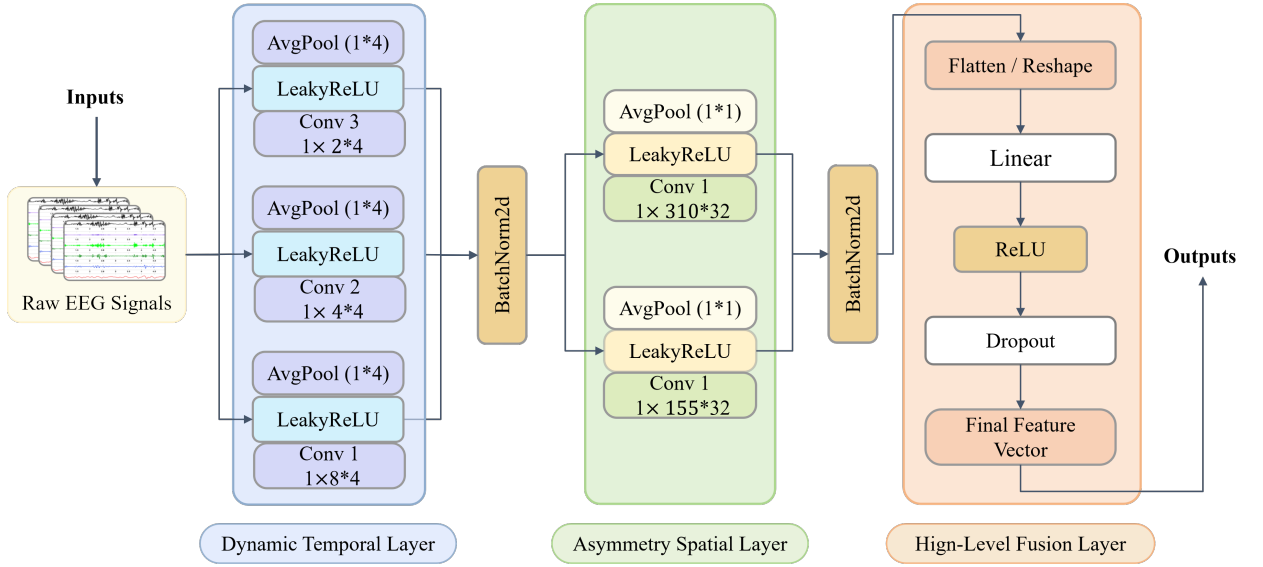 Inputs
Raw EEG Signals
AvgPool (1*4)
LeakyReLU
Conv 3
1× 2*4
AvgPool (1*4)
LeakyReLU
Conv 2
1× 4*4
AvgPool (1*4)
LeakyReLU
Conv 1
1×8*4
Dynamic Temporal Layer
BatchNorm2d
AvgPool (1*1)
LeakyReLU
Conv 1
1× 310*32
AvgPool (1*1)
LeakyReLU
Conv 1
1× 155*32
Asymmetry Spatial Layer
BatchNorm2d
Flatten / Reshape
Linear
ReLU
Dropout
Final Feature
Vector
Hign-Level Fusion Layer
Outputs